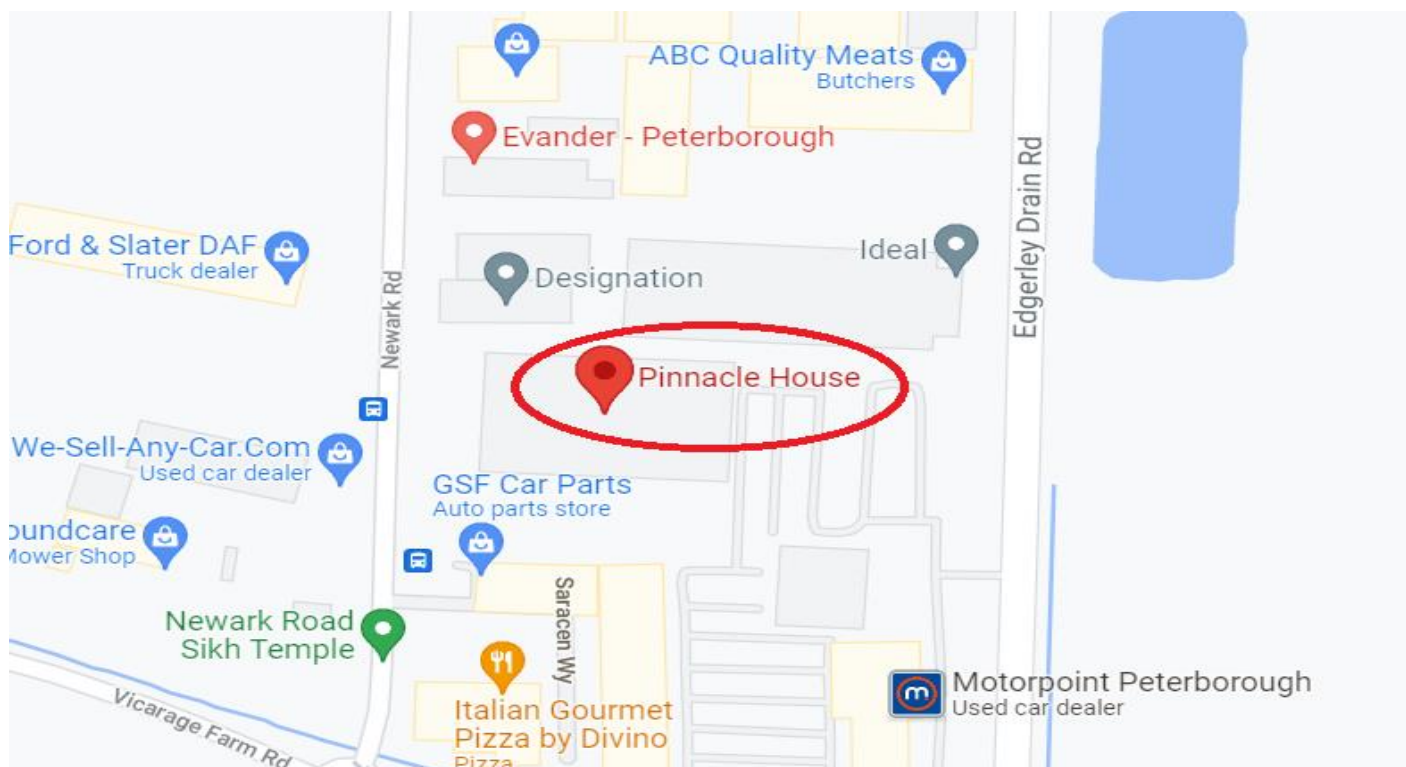 ABC Quality Meats
Butchers
Evander - Peterborough
Edgerley Drain Rd
Ford & Slater DAF
Truck dealer
Ideal
Designation
Newark Rd
Pinnacle House
We-Sell-Any-Car.Com
Used car dealer
GSF Car Parts
Auto parts store
oundcare
Mower Shop
Saracen Wy
Newark Road
Sikh Temple
m
Motorpoint Peterborough
Used car dealer
Vicarage Farm Rd
Italian Gourmet
Pizza by Divino
Pizza